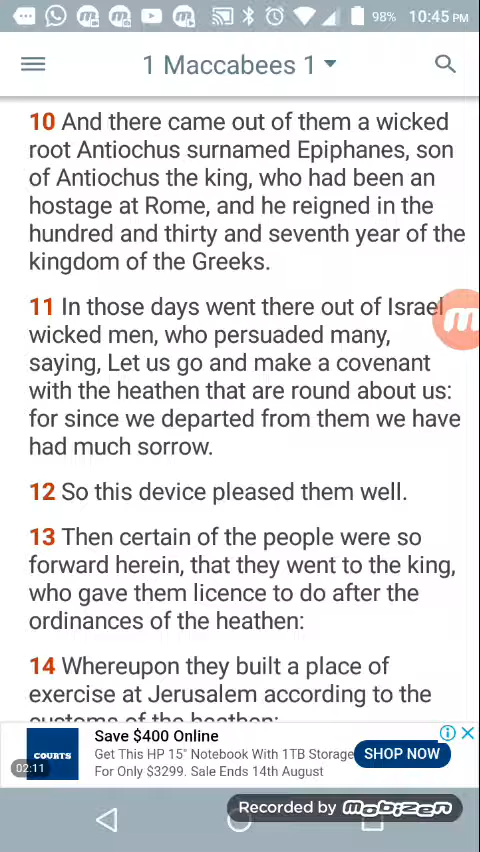 98% 10:45 PM
1 Maccabees 1
10 And there came out of them a wicked
root Antiochus surnamed Epiphanes, son
of Antiochus the king, who had been an
hostage at Rome, and he reigned in the
hundred and thirty and seventh year of the
kingdom of the Greeks.
11 In those days went there out of Israel
wicked men, who persuaded many,
saying, Let us go and make a covenant
with the heathen that are round about us:
for since we departed from them we have
had much sorrow.
12 So this device pleased them well.
13 Then certain of the people were so
forward herein, that they went to the king,
who gave them licence to do after the
ordinances of the heathen:
14 Whereupon they built a place of
exercise at Jerusalem according to the
customs of the heathen:
Save $400 Online
COURTS
Get This HP 15" Notebook With 1TB Storage
For Only $3299. Sale Ends 14th August
SHOP NOW
02:11
Recorded by mobizen